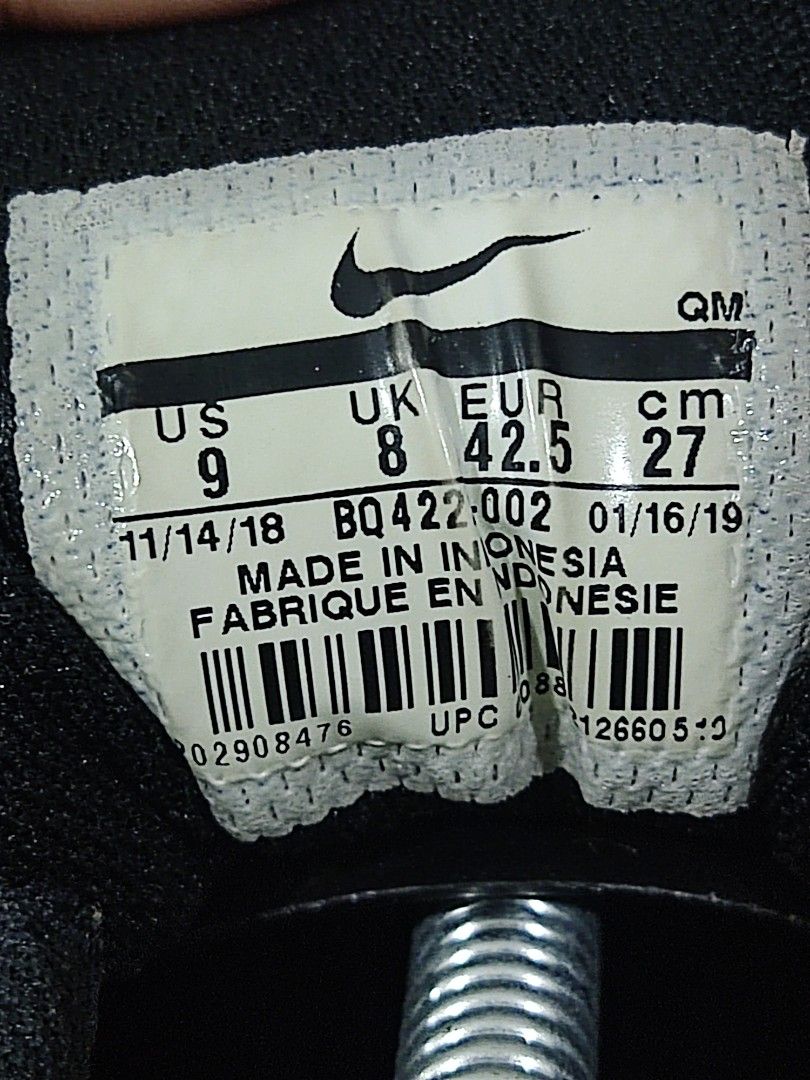 QM
US UK EUR cm
9 8 42.5 27
11/14/18 BQ422-002 01/16/19
MADE IN INDONESIA
FABRIQUE EN INDONESIE
02908476 UPC